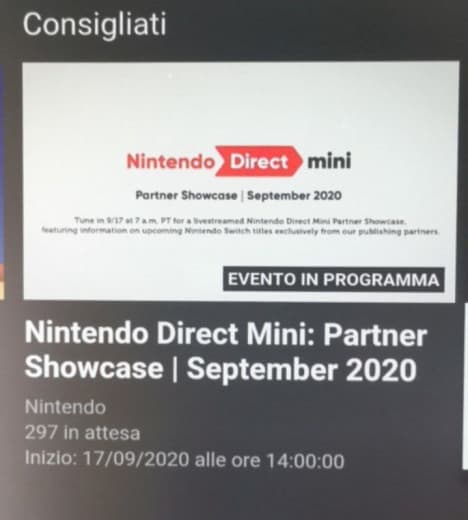 Consigliati
Nintendo Direct mini
Partner Showcase | September 2020
Tune in 9/17 at 7 a.m. PT for a livestreamed Nintendo Direct Mini Partner Showcase,
featuring information on upcoming Nintendo Switch titles exclusively from our publishing partners.
EVENTO IN PROGRAMMA
Nintendo Direct Mini: Partner
Showcase | September 2020
Nintendo
297 in attesa
Inizio: 17/09/2020 alle ore 14:00:00